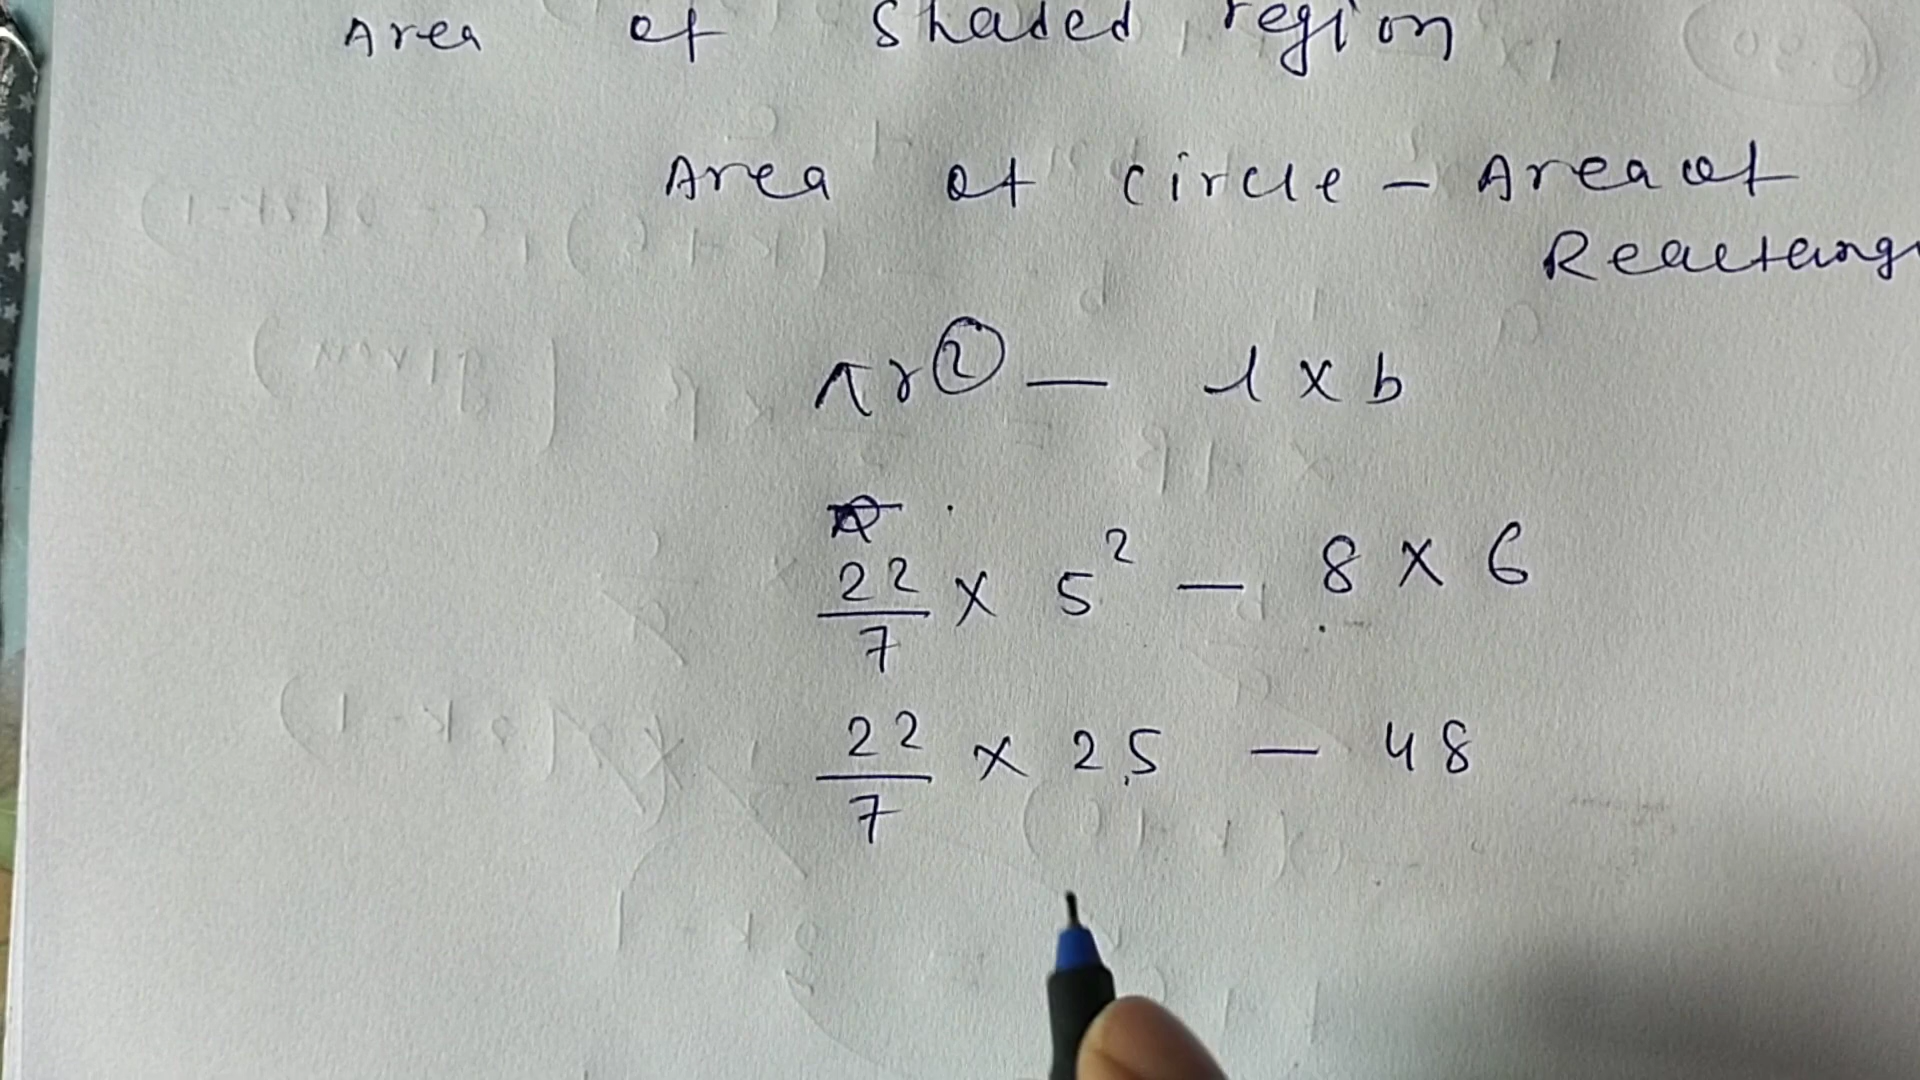 Area of Shaded region
Area of circle - Area of
Reactang
πr² - l x b
22/7 x 5² - 8 x 6
22/7 x 25 - 48